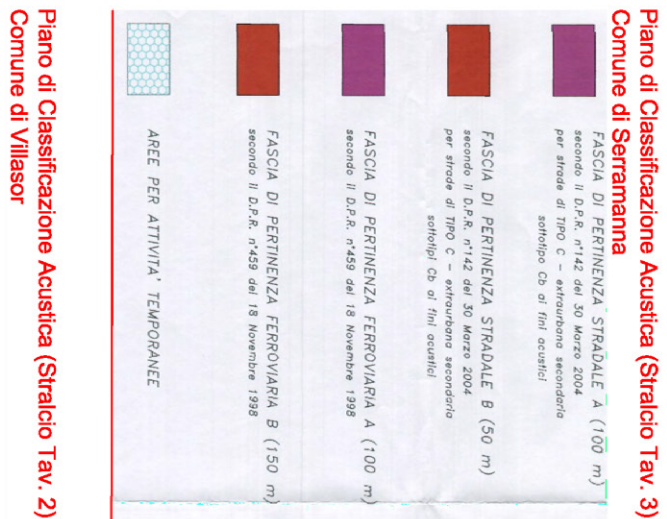 Piano di Classificazione Acustica (Stralcio Tav. 3)
Comune di Serramanna
FASCIA DI PERTINENZA STRADALE A (100 m)
secondo il D.P.R. n°142 del 30 Marzo 2004
per strade di TIPO C - extraurbana secondaria
sottotipo Cb ai fini acustici
FASCIA DI PERTINENZA STRADALE B (50 m)
secondo il D.P.R. n°142 del 30 Marzo 2004
per strade di TIPO C - extraurbana secondaria
sottotipi Cb ai fini acustici
FASCIA DI PERTINENZA FERROVIARIA A (100 m)
secondo il D.P.R. n°459 del 18 Novembre 1998
FASCIA DI PERTINENZA FERROVIARIA B (150 m)
secondo il D.P.R. n°459 del 18 Novembre 1998
AREE PER ATTIVITA' TEMPORANEE
Piano di Classificazione Acustica (Stralcio Tav. 2)
Comune di Villasor